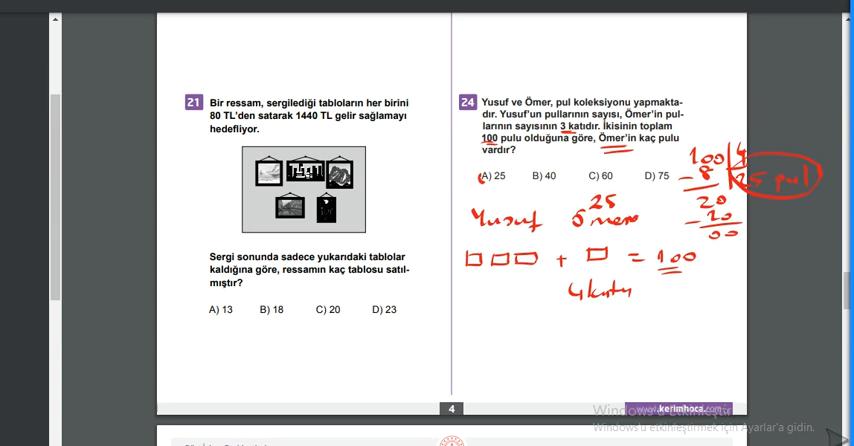 21 Bir ressam, sergilediği tabloların her birini
80 TL'den satarak 1440 TL gelir sağlamayı
hedefliyor.
Sergi sonunda sadece yukarıdaki tablolar
kaldığına göre, ressamın kaç tablosu satıl-
mıştır?
A) 13 B) 18 C) 20 D) 23
24 Yusuf ve Ömer, pul koleksiyonu yapmakta-
dır. Yusuf'un pullarının sayısı, Ömer'in pul-
larının sayısının 3 katıdır. İkisinin toplam
100 pulu olduğuna göre, Ömer'in kaç pulu
vardır?
A) 25 B) 40 C) 60 D) 75
100 4
- 8 25 pul
20
- 20
00
25
Yusuf Ömer
+ = 100
4 kutu
4
www.kerimhoca.com
Windows'u Etkinleştir
Windows'u etkinleştirmek için Ayarlar'a gidin.